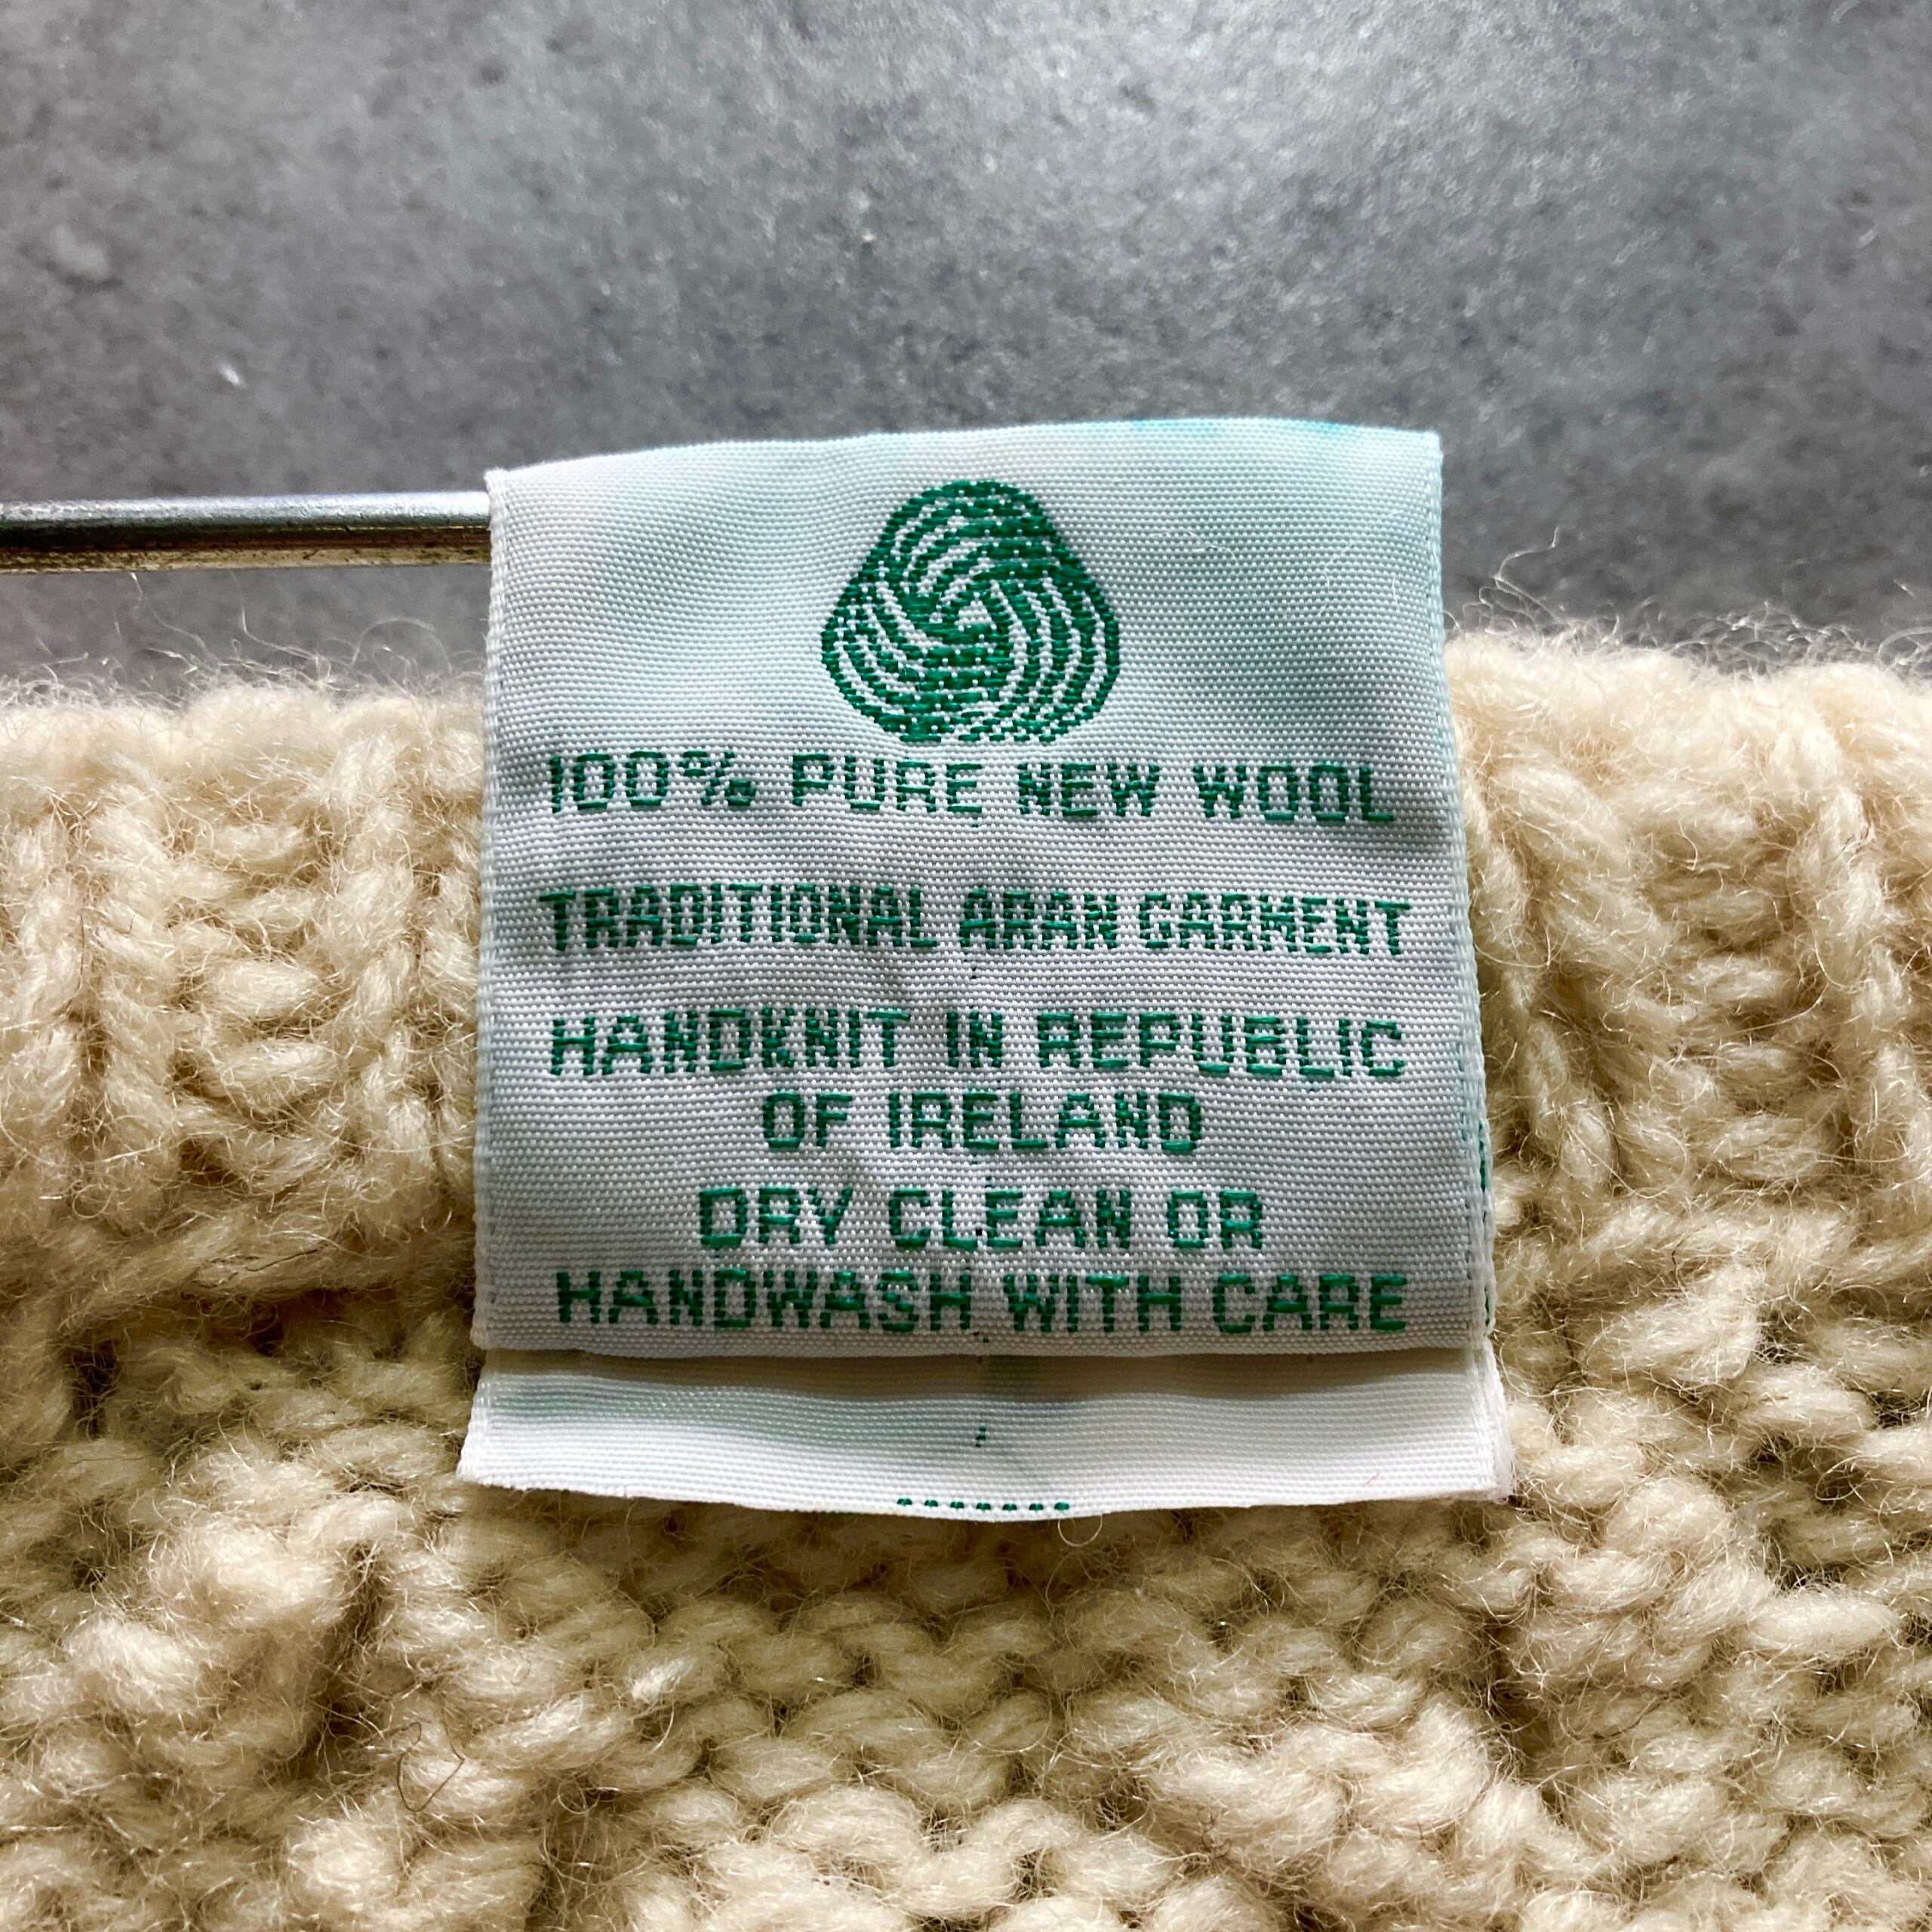 100% PURE NEW WOOL
TRADITIONAL ARAN GARMENT
HANDKNIT IN REPUBLIC
OF IRELAND
DRY CLEAN OR
HANDWASH WITH CARE